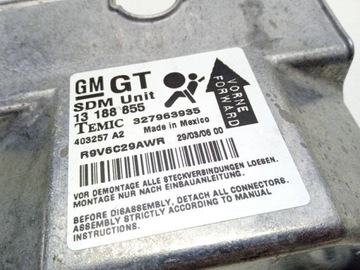 GM GT
SDM Unit
13 188 855
TEMIC 327963935
403257 A2 Made in Mexico
R9V6C29AWR 29/03/06 00
VORNE
FORWARD
VOR DEMONTAGE ALLE STECKVERBINDUNGEN LOESEN.
MONTAGE NUR NACH EINBAUANLEITUNG.
BEFORE DISASSEMBLY, DETACH ALL CONNECTORS.
ASSEMBLY STRICTLY ACCORDING TO MANUAL
INSTRUCTIONS